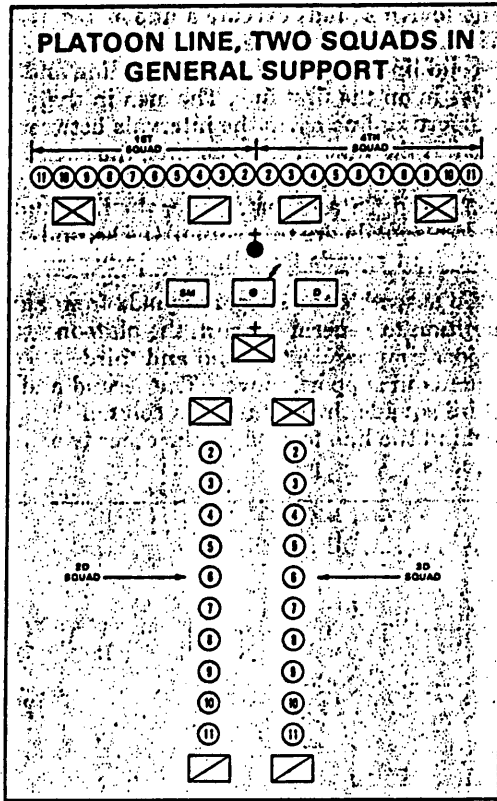 PLATOON LINE, TWO SQUADS IN
GENERAL SUPPORT
1ST SQUAD 4TH SQUAD
11 10 9 8 7 6 5 4 3 2 2 3 4 5 6 7 8 9 10 11
SM D
2 2
3 3
4 4
5 5
2D SQUAD 6 6 3D SQUAD
7 7
8 8
9 9
10 10
11 11